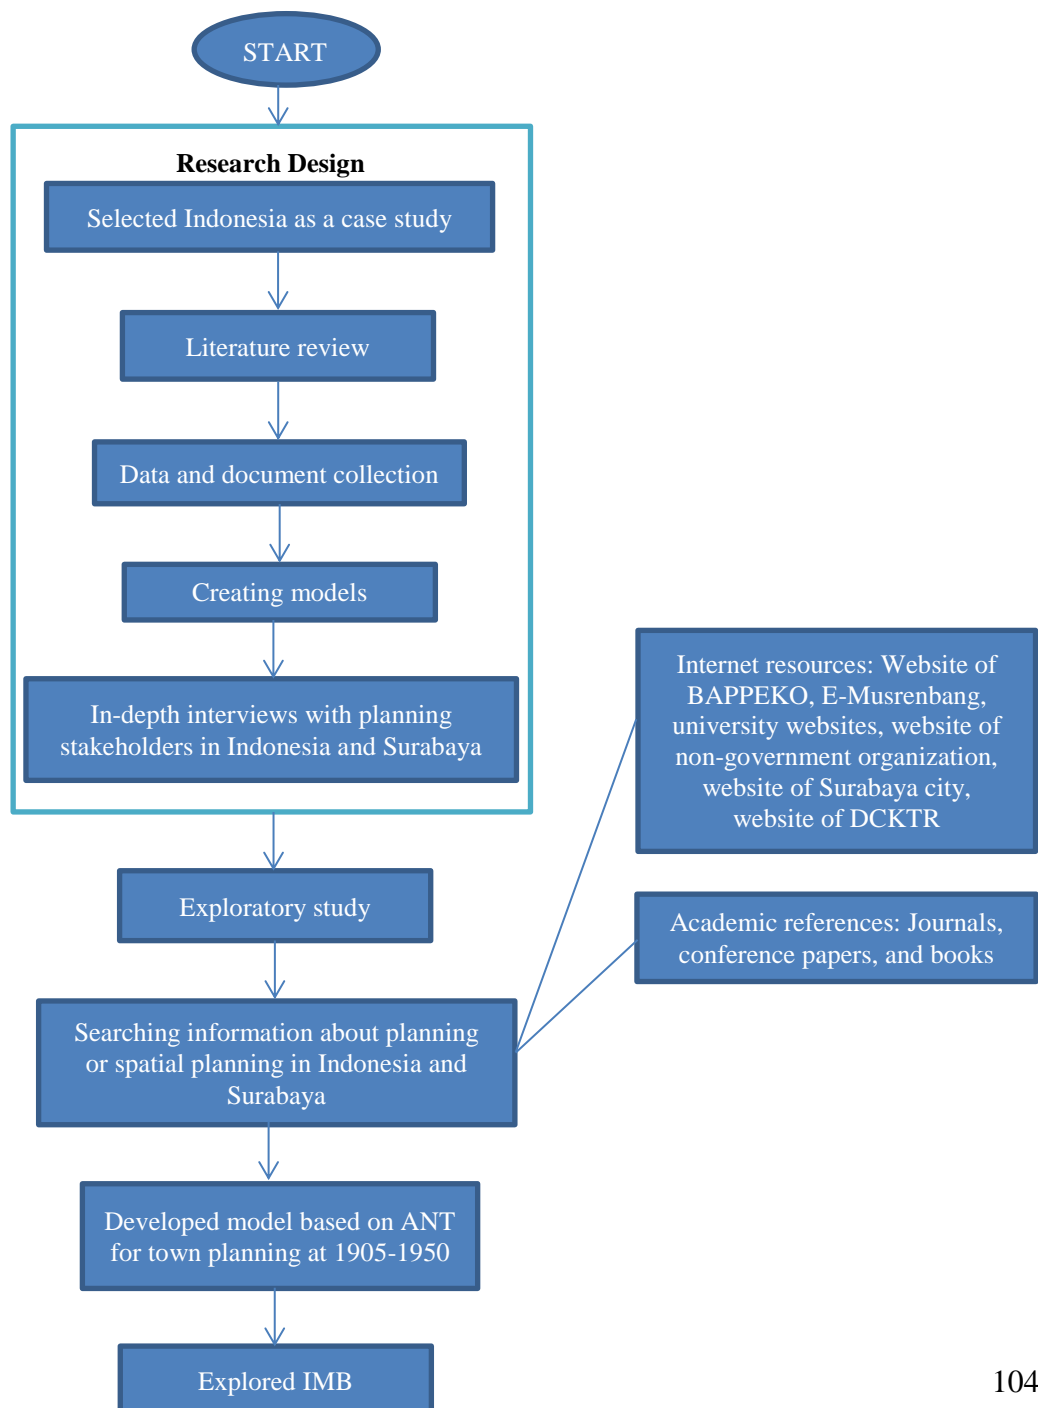 START
Research Design
Selected Indonesia as a case study
Literature review
Data and document collection
Creating models
In-depth interviews with planning
stakeholders in Indonesia and Surabaya
Exploratory study
Searching information about planning
or spatial planning in Indonesia and
Surabaya
Internet resources: Website of
BAPPEKO, E-Musrenbang,
university websites, website of
non-government organization,
website of Surabaya city,
website of DCKTR
Academic references: Journals,
conference papers, and books
Developed model based on ANT
for town planning at 1905-1950
Explored IMB
104